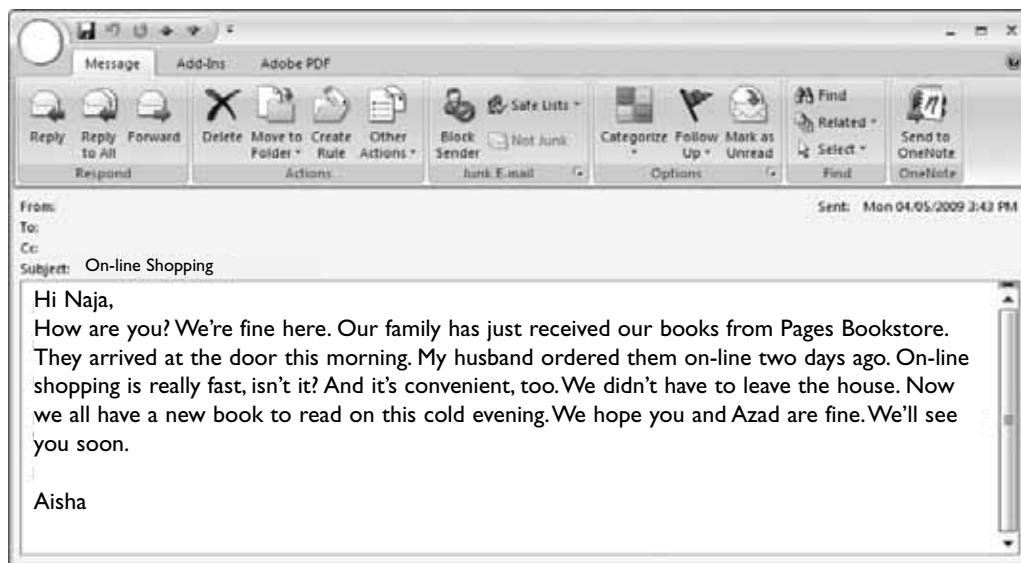 Message Add-Ins Adobe PDF
Reply Reply to All Forward Delete Move to Folder Create Rule Other Actions Block Sender Safe Lists Not Junk Categorize Follow Up Mark as Unread Find Related Select Send to OneNote
Respond Actions Junk E-mail Options Find OneNote
From: Sent: Mon 04/05/2009 3:43 PM
To:
Cc:
Subject: On-line Shopping
Hi Naja,
How are you? We’re fine here. Our family has just received our books from Pages Bookstore.
They arrived at the door this morning. My husband ordered them on-line two days ago. On-line
shopping is really fast, isn’t it? And it’s convenient, too. We didn’t have to leave the house. Now
we all have a new book to read on this cold evening. We hope you and Azad are fine. We’ll see
you soon.
Aisha